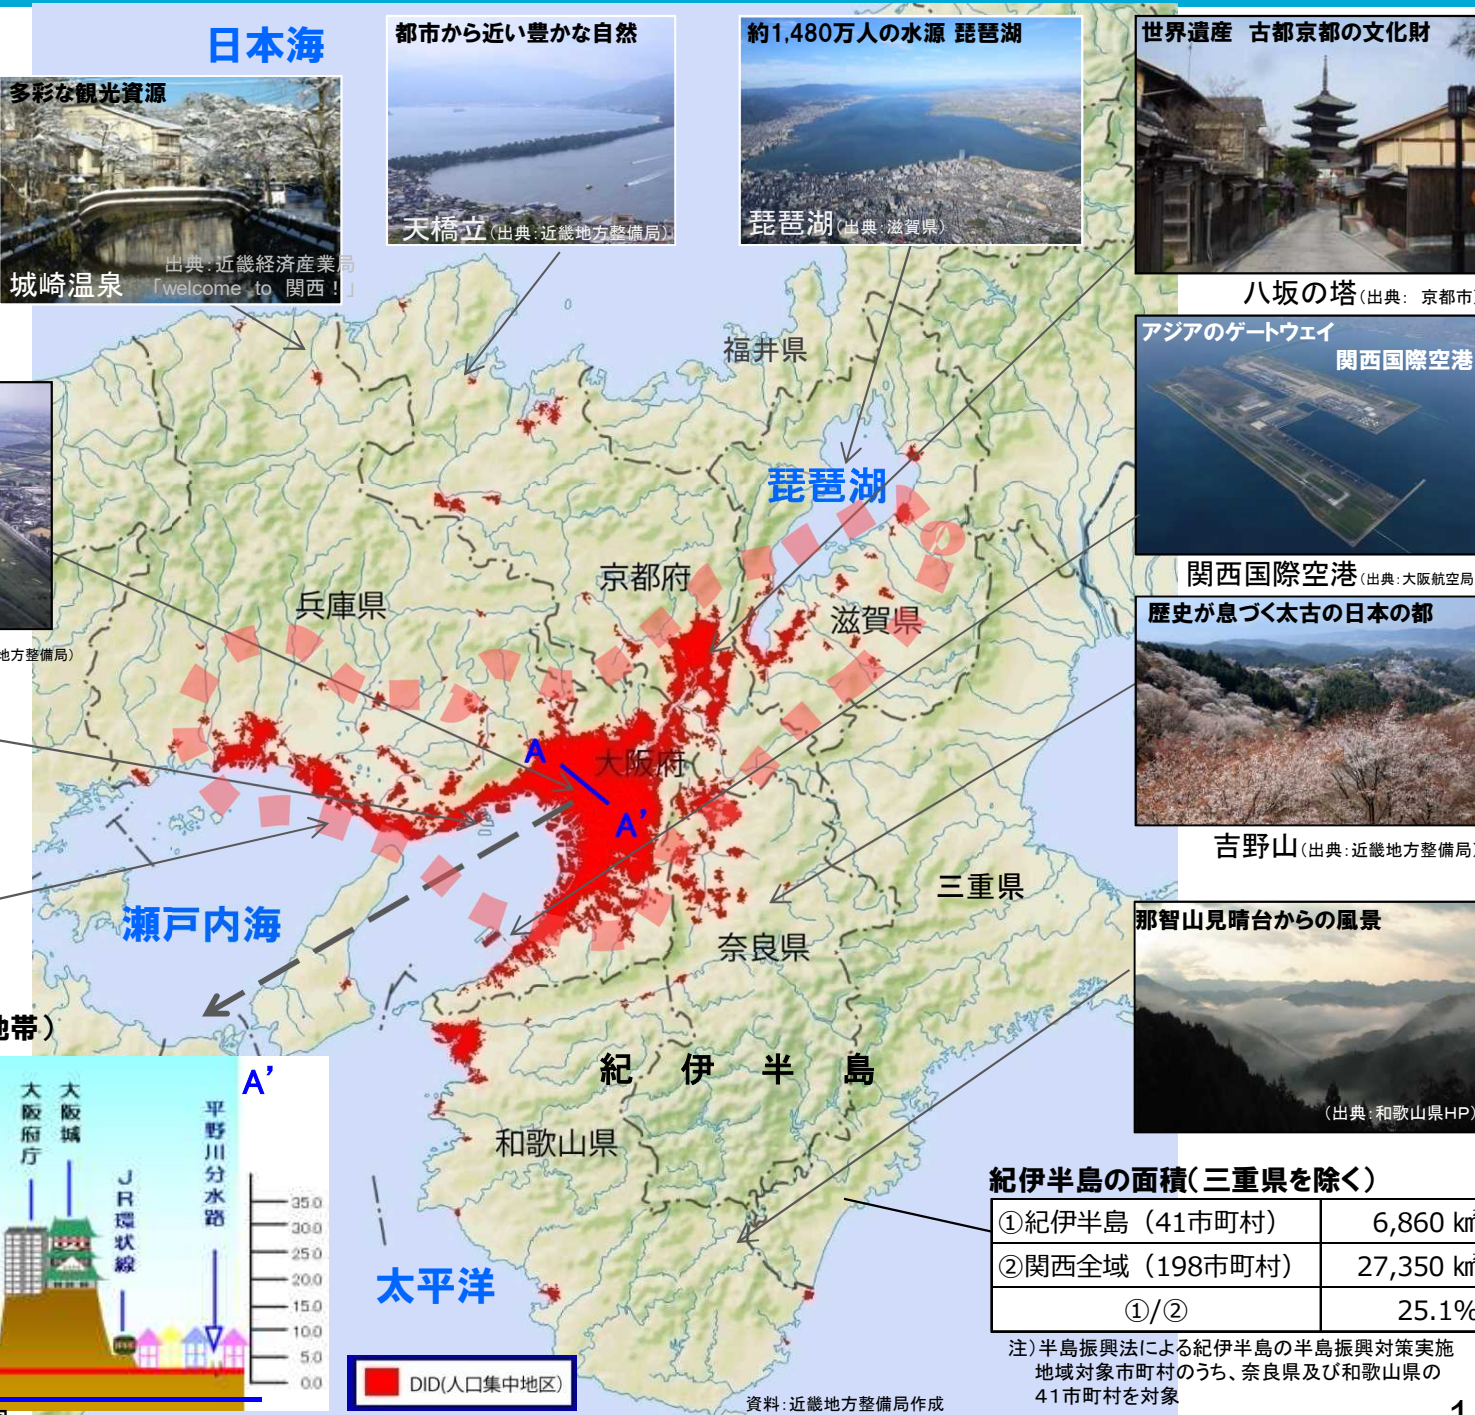 日本海
都市から近い豊かな自然
約1,480万人の水源 琵琶湖
世界遺産 古都京都の文化財
多彩な観光資源
天橋立(出典:近畿地方整備局)
琵琶湖(出典:滋賀県)
城崎温泉
出典:近畿経済産業局
「welcome to 関西!」
八坂の塔(出典: 京都市)
アジアのゲートウェイ
関西国際空港
福井県
琵琶湖
関西国際空港(出典:大阪航空局
京都府
兵庫県
滋賀県
歴史が息づく太古の日本の都
地方整備局)
大阪府
A
A’
吉野山(出典:近畿地方整備局)
三重県
瀬戸内海
奈良県
那智山見晴台からの風景
(出典:和歌山県HP)
地帯)
紀伊半島
和歌山県
A’
大阪府庁
大阪城
JR環状線
平野川分水路
35.0
30.0
25.0
20.0
15.0
10.0
5.0
0.0
太平洋
紀伊半島の面積(三重県を除く)
①紀伊半島(41市町村) 6,860 ㎢
②関西全域(198市町村) 27,350 ㎢
①/② 25.1%
注)半島振興法による紀伊半島の半島振興対策実施
地域対象市町村のうち、奈良県及び和歌山県の
41市町村を対象
DID(人口集中地区)
資料:近畿地方整備局作成
1